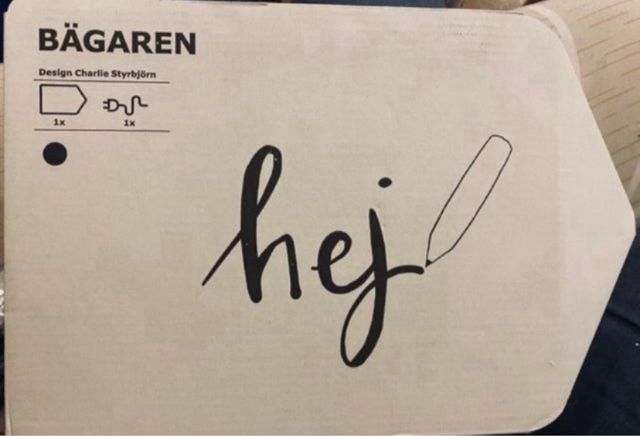 BÄGAREN
Design Charlie Styrbjörn
1x 1x
hej